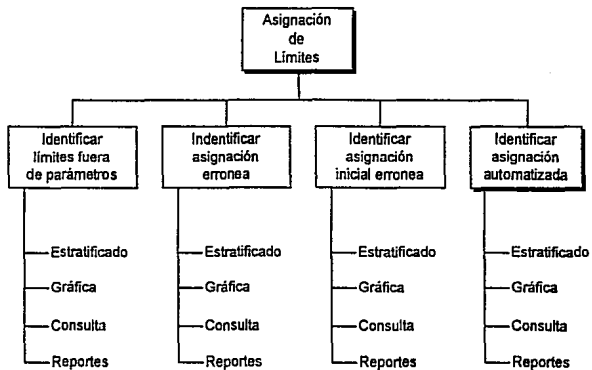 Asignación
de
Límites
Identificar
límites fuera
de parámetros
Indentificar
asignación
erronea
Identificar
asignación
inicial erronea
Identificar
asignación
automatizada
Estratificado
Gráfica
Consulta
Reportes
Estratificado
Gráfica
Consulta
Reportes
Estratificado
Gráfica
Consulta
Reportes
Estratificado
Gráfica
Consulta
Reportes